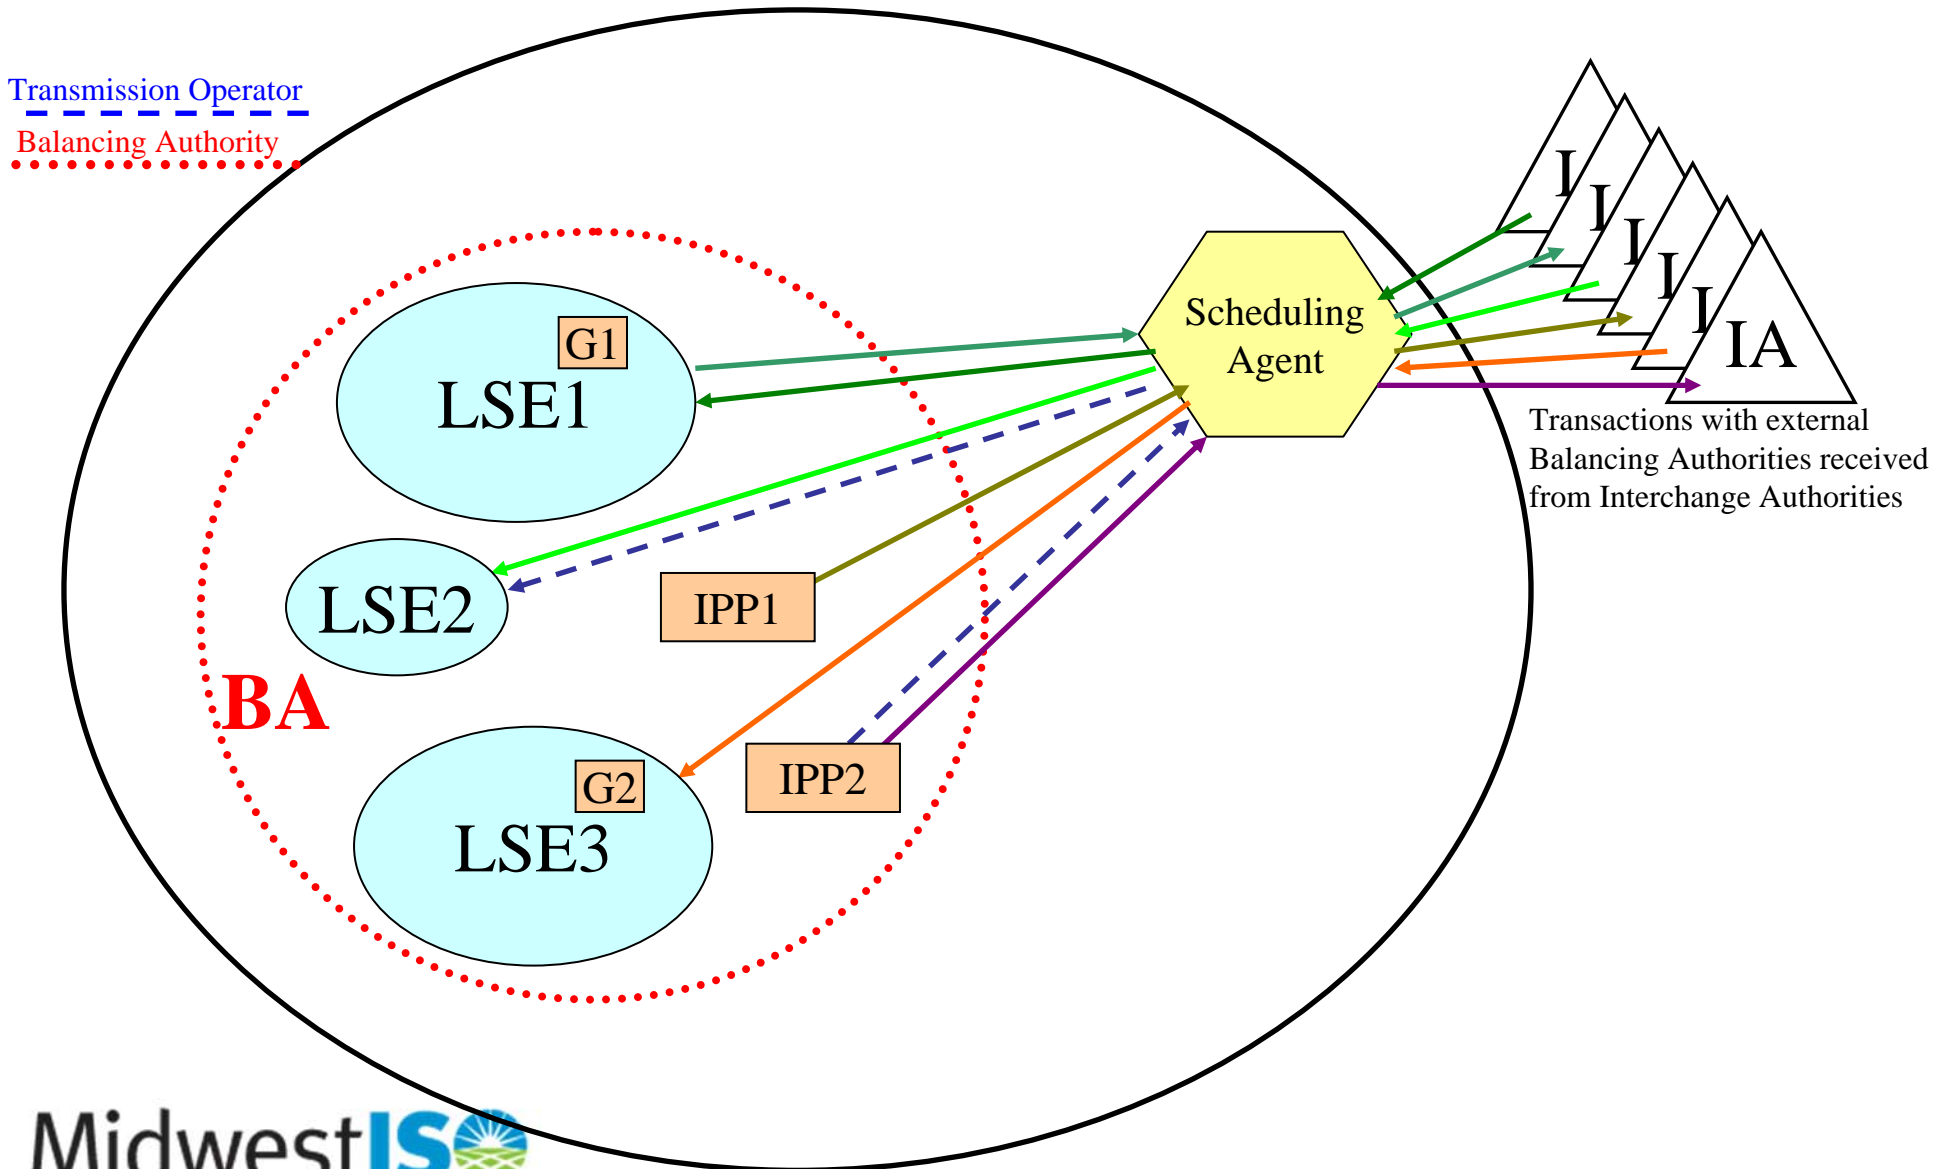 Transmission Operator
Balancing Authority
I
I
I
I
I
IA
Scheduling
Agent
Transactions with external
Balancing Authorities received
from Interchange Authorities
G1
LSE1
LSE2
IPP1
BA
IPP2
G2
LSE3
MidwestISO